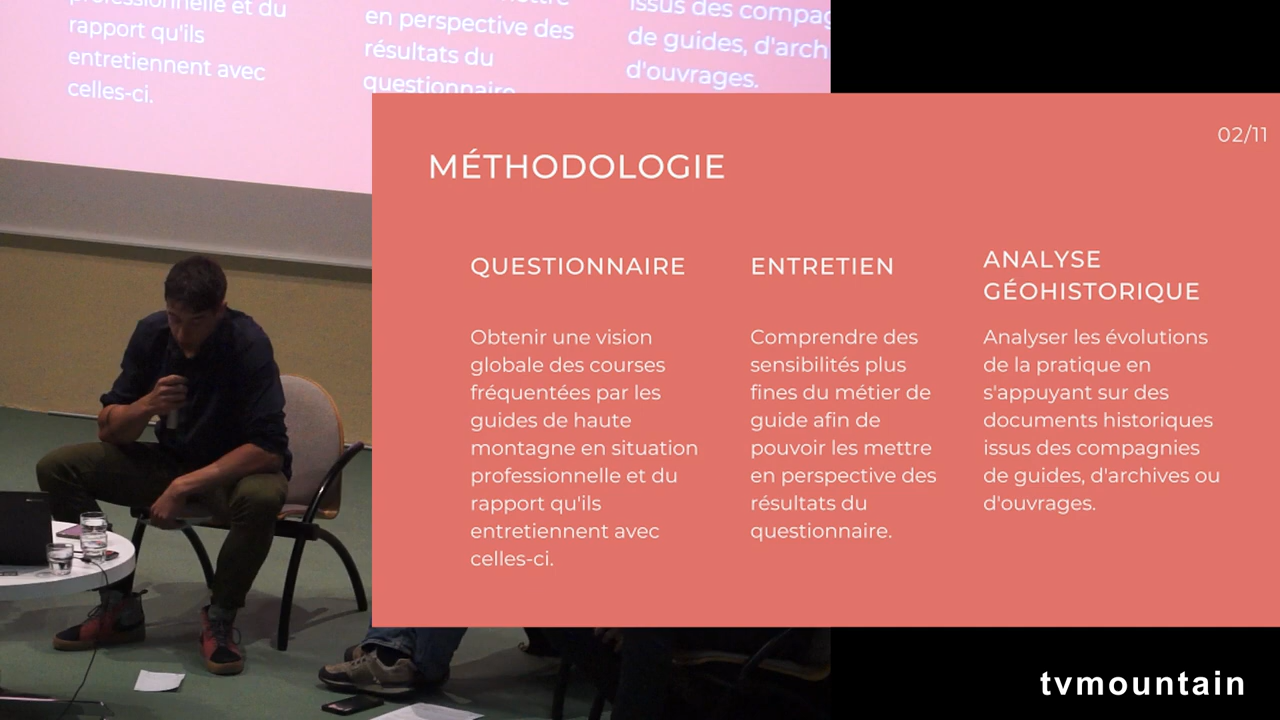 professionnelle et du
rapport qu'ils
entretiennent avec
celles-ci.
en perspective des
résultats du
questionnaire.
issus des compag
de guides, d'arch
d'ouvrages.
02/11
MÉTHODOLOGIE
QUESTIONNAIRE
Obtenir une vision
globale des courses
fréquentées par les
guides de haute
montagne en situation
professionnelle et du
rapport qu'ils
entretiennent avec
celles-ci.
ENTRETIEN
Comprendre des
sensibilités plus
fines du métier de
guide afin de
pouvoir les mettre
en perspective des
résultats du
questionnaire.
ANALYSE
GÉOHISTORIQUE
Analyser les évolutions
de la pratique en
s'appuyant sur des
documents historiques
issus des compagnies
de guides, d'archives ou
d'ouvrages.
tvmountain